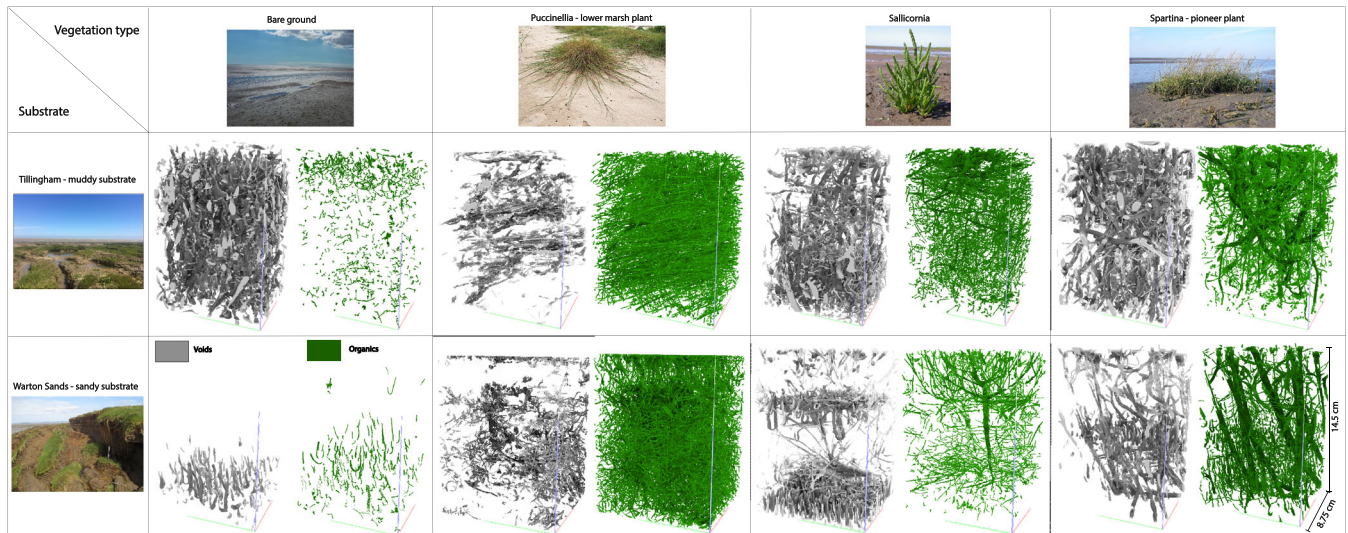 Vegetation type
Substrate
Bare ground
Puccinellia - lower marsh plant
Sallicornia
Spartina - pioneer plant
Tillingham - muddy substrate
Voids
Organics
Warton Sands - sandy substrate
14.5 cm
8.75 cm